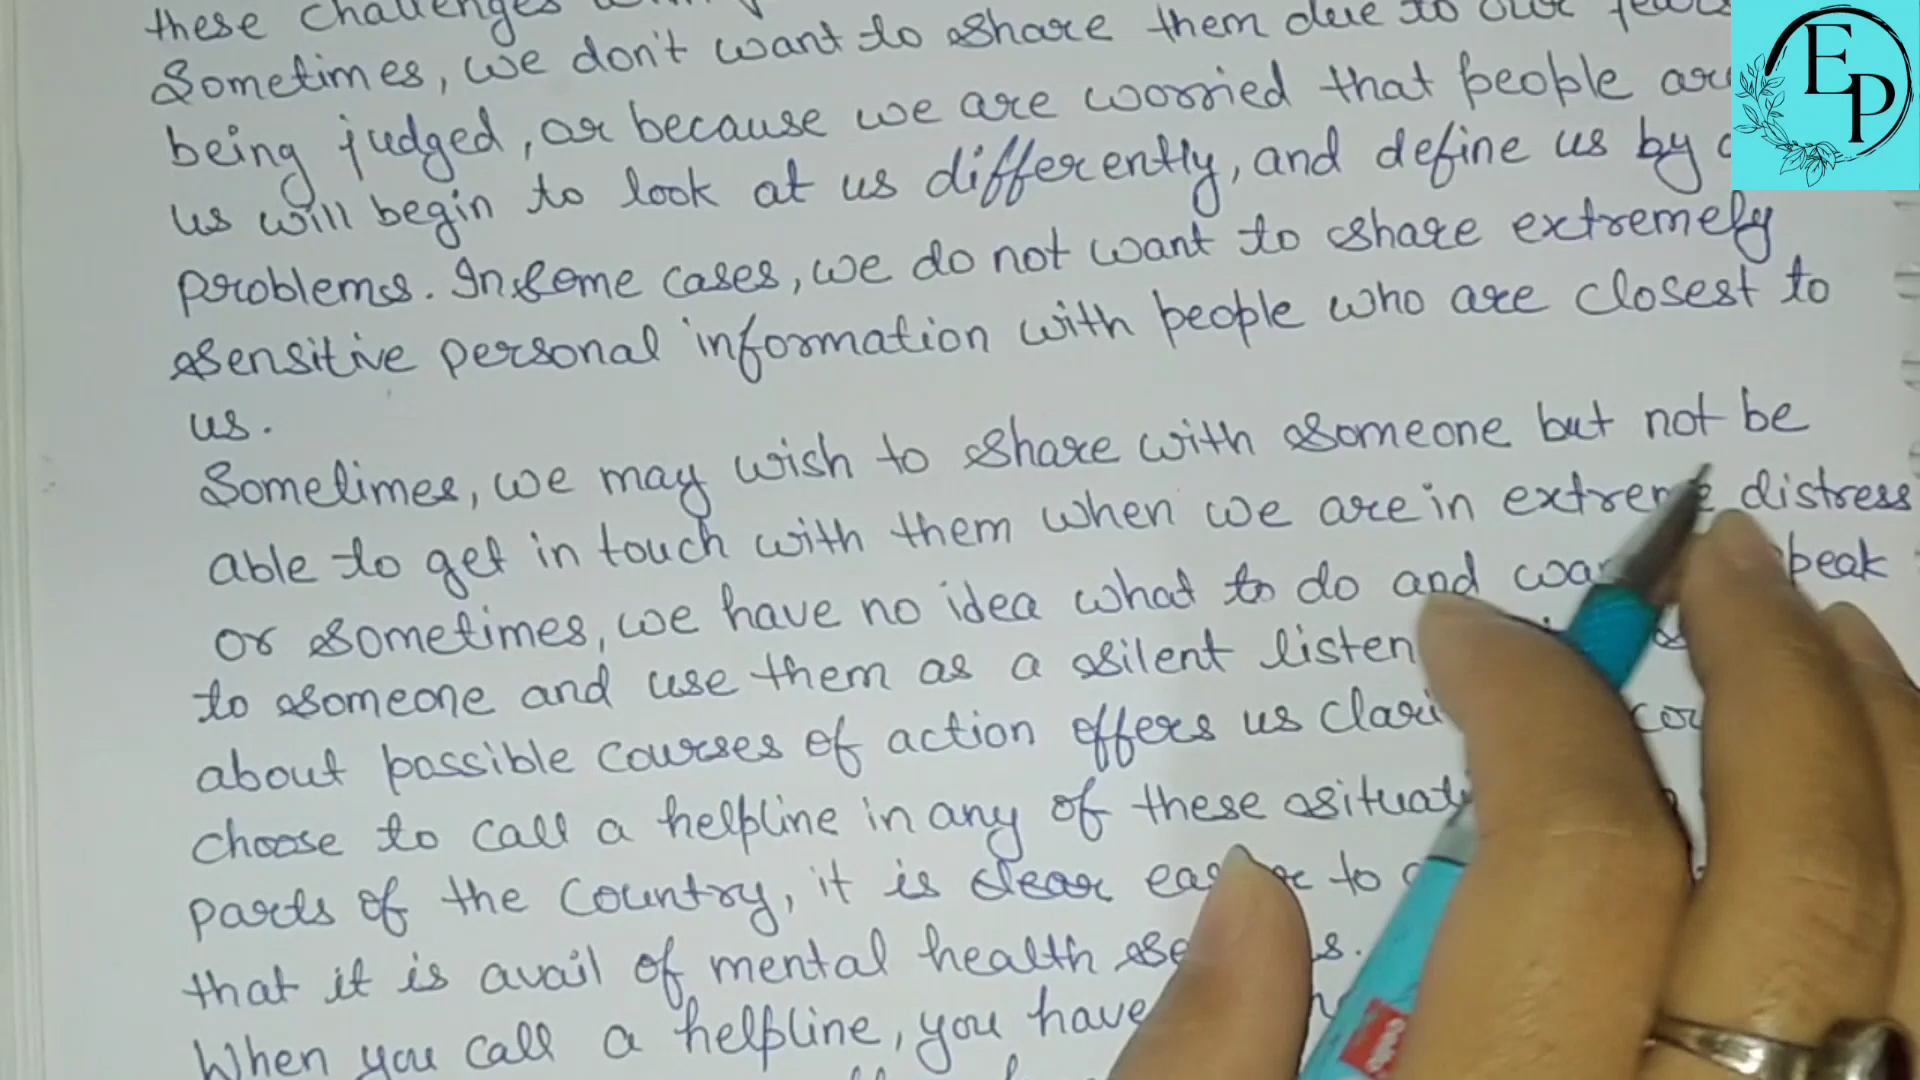 these challenges
Sometimes, we don't want to share them due to our
being judged, or because we are worried that people
us will begin to look at us differently, and define us by
problems. In some cases, we do not want to share extremely
sensitive personal information with people who are closest to
us.
Sometimes, we may wish to share with someone but not be
able to get in touch with them when we are in extreme distress
or sometimes, we have no idea what to do and speak
to someone and use them as a silent
about possible courses of action offers us
choose to call a helpline in any of these
parts of the country, it is clear to
that it is avail of mental health
When you call a helpline, you have
EP